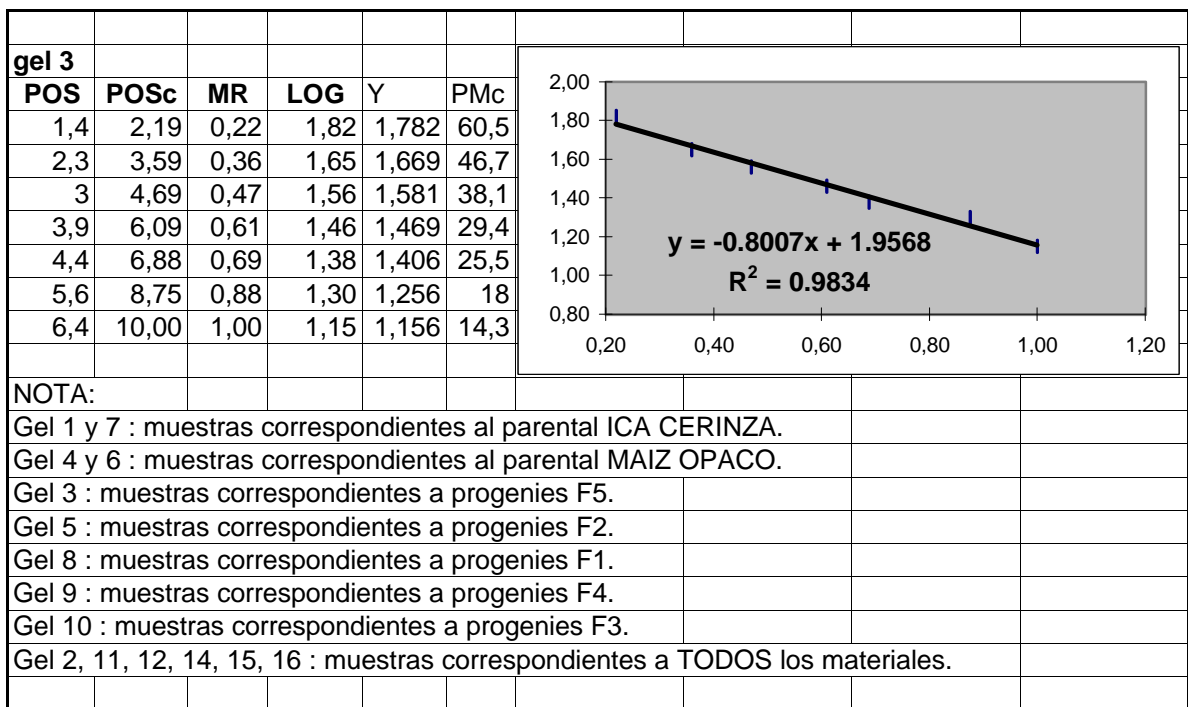 gel 3
POS POSc MR LOG Y PMc
1,4 2,19 0,22 1,82 1,782 60,5
2,3 3,59 0,36 1,65 1,669 46,7
3 4,69 0,47 1,56 1,581 38,1
3,9 6,09 0,61 1,46 1,469 29,4
4,4 6,88 0,69 1,38 1,406 25,5
5,6 8,75 0,88 1,30 1,256 18
6,4 10,00 1,00 1,15 1,156 14,3
2,00
1,80
1,60
1,40
1,20
1,00
0,80
y = -0.8007x + 1.9568
R² = 0.9834
0,20 0,40 0,60 0,80 1,00 1,20
NOTA:
Gel 1 y 7 : muestras correspondientes al parental ICA CERINZA.
Gel 4 y 6 : muestras correspondientes al parental MAIZ OPACO.
Gel 3 : muestras correspondientes a progenies F5.
Gel 5 : muestras correspondientes a progenies F2.
Gel 8 : muestras correspondientes a progenies F1.
Gel 9 : muestras correspondientes a progenies F4.
Gel 10 : muestras correspondientes a progenies F3.
Gel 2, 11, 12, 14, 15, 16 : muestras correspondientes a TODOS los materiales.